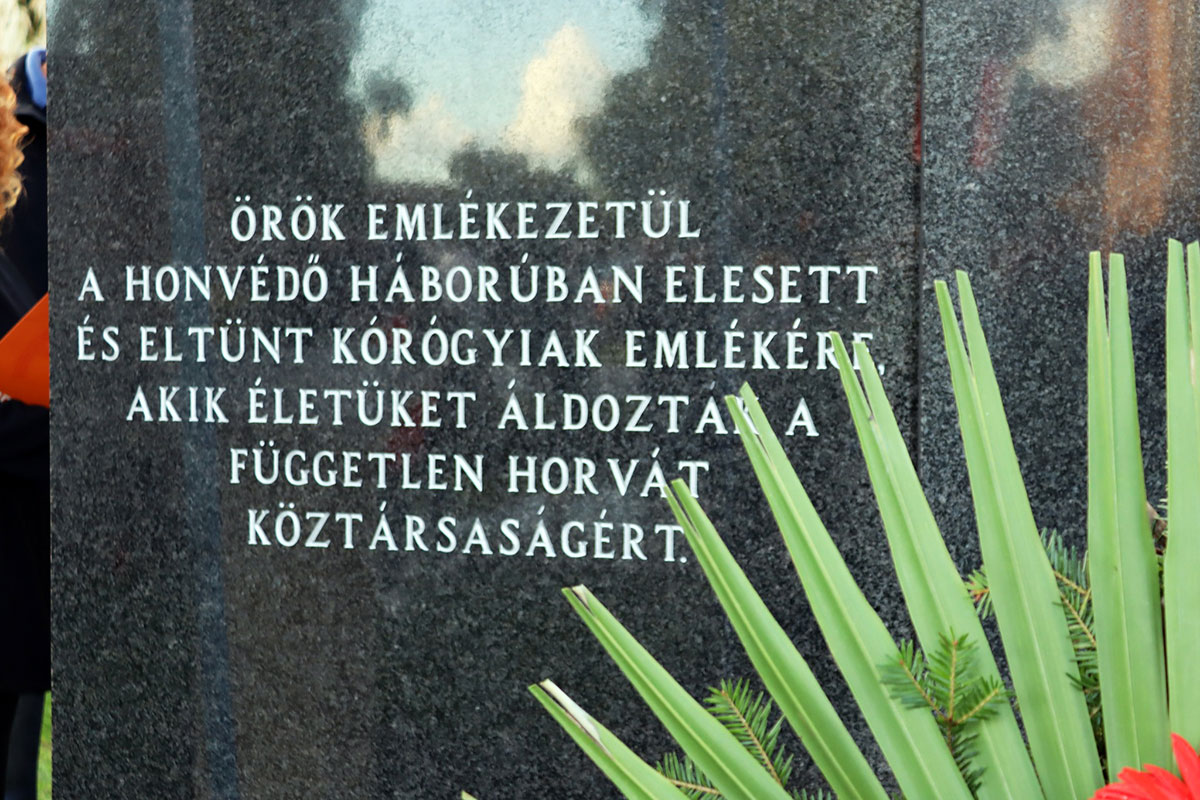 ÖRÖK EMLÉKEZETÜL
A HONVÉDŐ HÁBORÚBAN ELESETT
ÉS ELTÜNT KÓRÓGYIAK EMLÉKÉRE,
AKIK ÉLETÜKET ÁLDOZTÁK A
FÜGGETLEN HORVÁT
KÖZTÁRSASÁGÉRT.